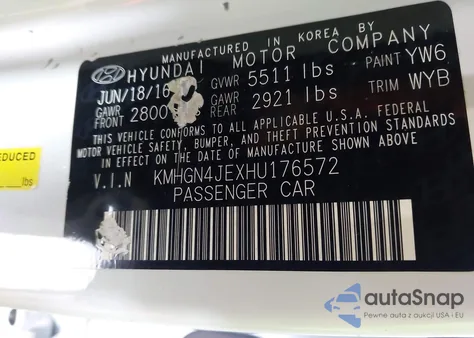 MANUFACTURED IN KOREA BY
HYUNDAI MOTOR COMPANY
JUN/18/16 GVWR 5511 lbs PAINT YW6
GAWR FRONT 2800 GAWR REAR 2921 lbs TRIM WYB
THIS VEHICLE CONFORMS TO ALL APPLICABLE U.S.A. FEDERAL
MOTOR VEHICLE SAFETY, BUMPER, AND THEFT PREVENTION STANDARDS
IN EFFECT ON THE DATE OF MANUFACTURE SHOWN ABOVE.
V.I.N KMHGN4JEXHU176572
PASSENGER CAR
REDUCED
lbs
autoSnap
Pewne auta z aukcji USA i EU